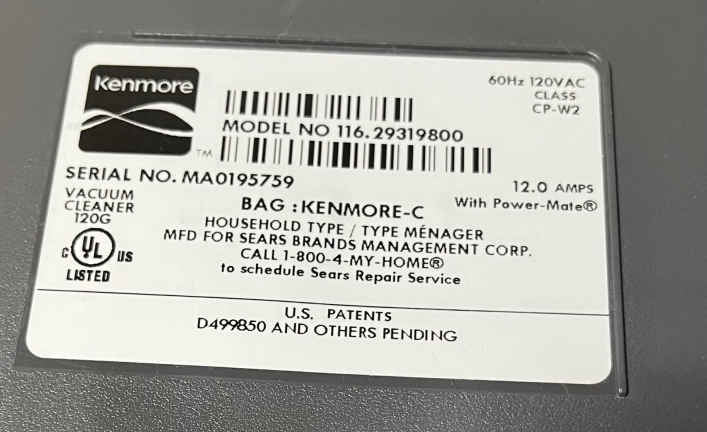 Kenmore
TM
60Hz 120VAC
CLASS
CP-W2
MODEL NO 116.29319800
SERIAL NO. MA0195759
12.0 AMPS
With Power-Mate®
VACUUM
CLEANER
120G
C UL US
LISTED
BAG :KENMORE-C
HOUSEHOLD TYPE / TYPE MÉNAGER
MFD FOR SEARS BRANDS MANAGEMENT CORP.
CALL 1-800-4-MY-HOME®
to schedule Sears Repair Service
U.S. PATENTS
D499850 AND OTHERS PENDING